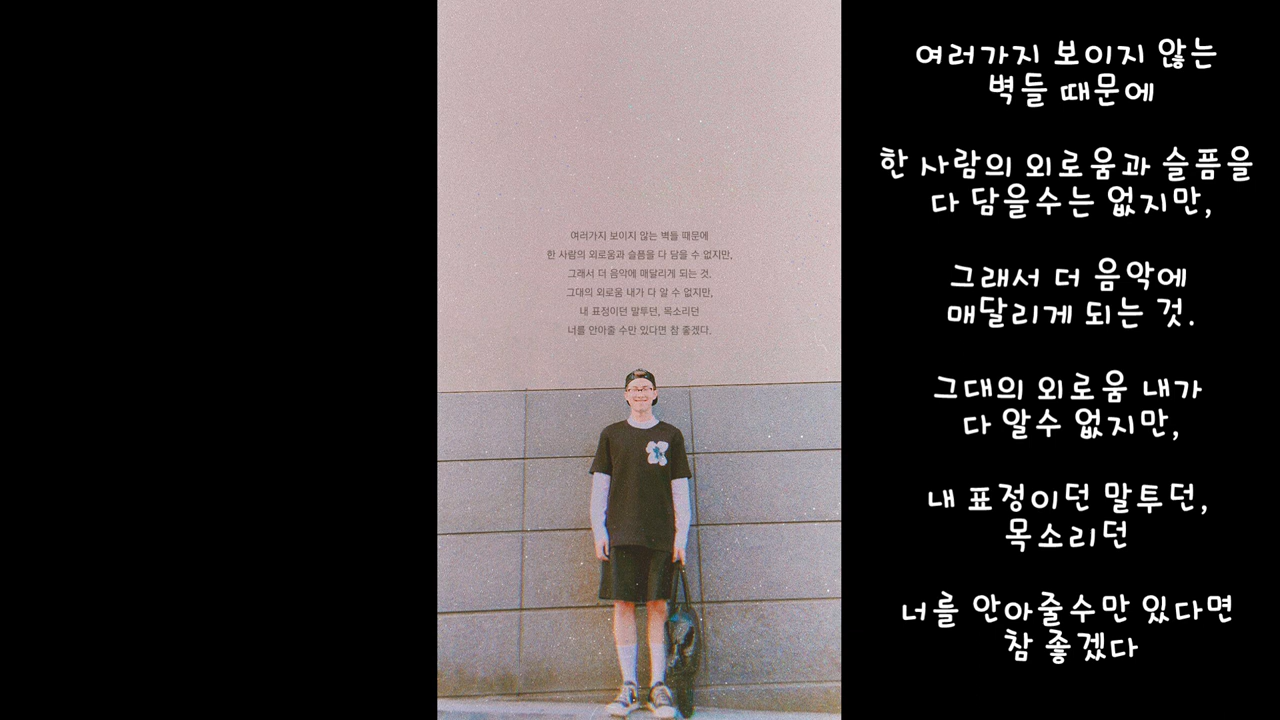 여러가지 보이지 않는 벽들 때문에
한 사람의 외로움과 슬픔을 다 담을 수 없지만,
그래서 더 음악에 매달리게 되는 것.
그대의 외로움 내가 다 알 수 없지만,
내 표정이던 말투던, 목소리던
너를 안아줄 수만 있다면 참 좋겠다.
여러가지 보이지 않는
벽들 때문에
한 사람의 외로움과 슬픔을
다 담을수는 없지만,
그래서 더 음악에
매달리게 되는 것.
그대의 외로움 내가
다 알수 없지만,
내 표정이던 말투던,
목소리던
너를 안아줄수만 있다면
참 좋겠다